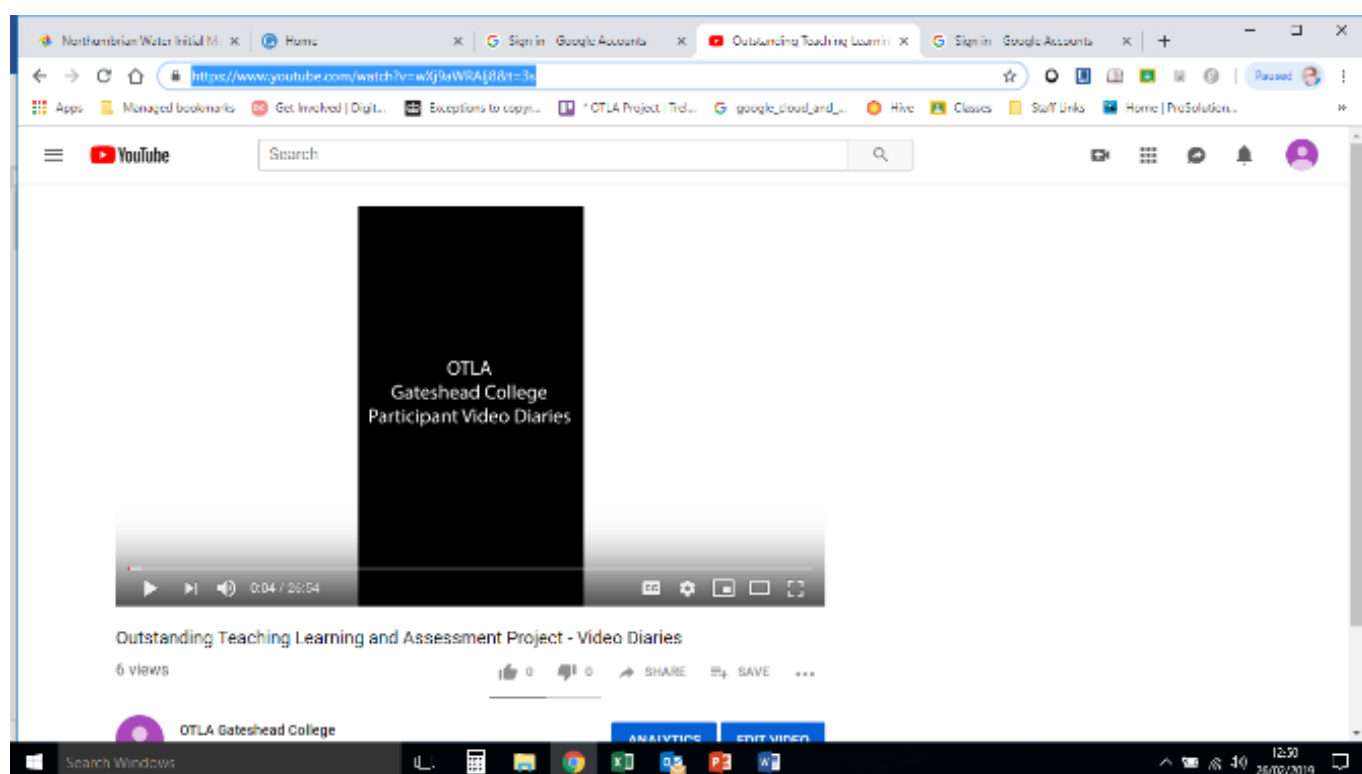 Northumbrian Water Initial M
Home
Sign in Google Accounts
Outstanding Teaching Learnin
Sign in Google Accounts
https://www.youtube.com/watch?
Paused
Apps
Managed bookmarks
Get Involved | Digit...
Exceptions to copyr...
* OTLA Project | Trel...
google_cloud_and_...
Hive
Classes
Staff Links
Home | ProSolution...
YouTube
Search
OTLA
Gateshead College
Participant Video Diaries
0:04 / 26:54
Outstanding Teaching Learning and Assessment Project - Video Diaries
6 views
0
0
SHARE
SAVE
OTLA Gateshead College
ANALYTICS
EDIT VIDEO
Search Windows
12:50
26/02/2019